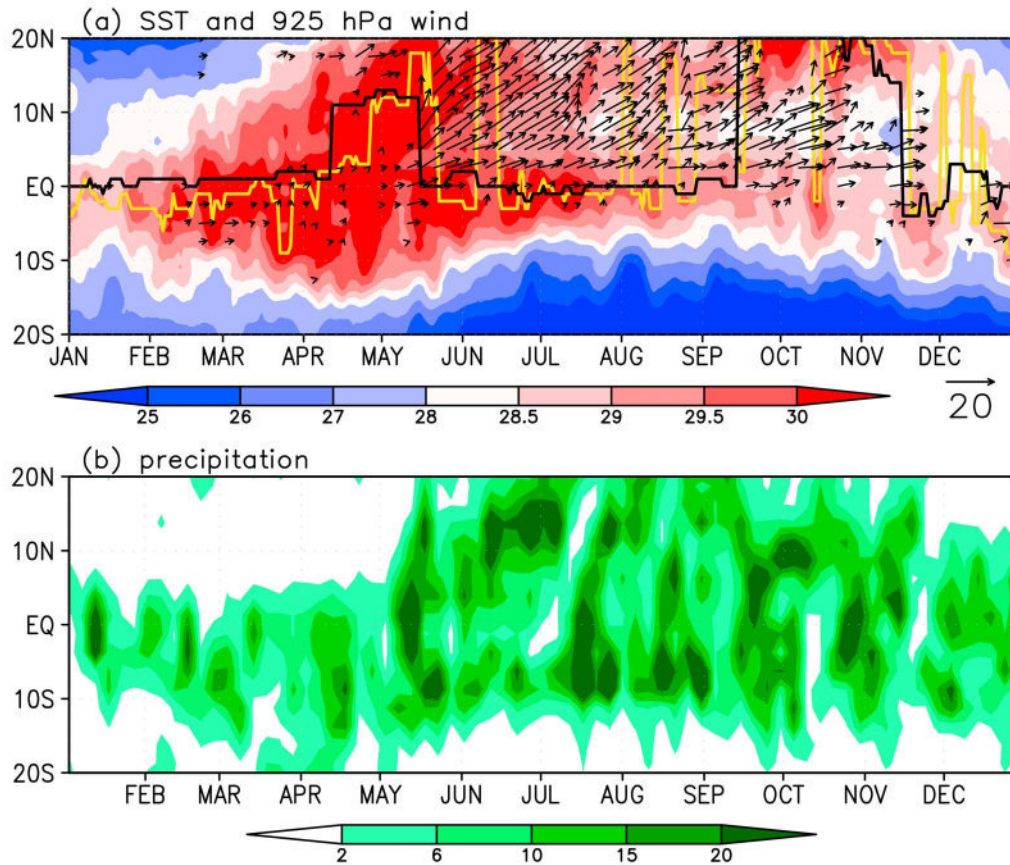 (a) SST and 925 hPa wind
20N
10N
EQ
10S
20S
JAN FEB MAR APR MAY JUN JUL AUG SEP OCT NOV DEC
25 26 27 28 28.5 29 29.5 30
20
(b) precipitation
20N
10N
EQ
10S
20S
FEB MAR APR MAY JUN JUL AUG SEP OCT NOV DEC
2 6 10 15 20